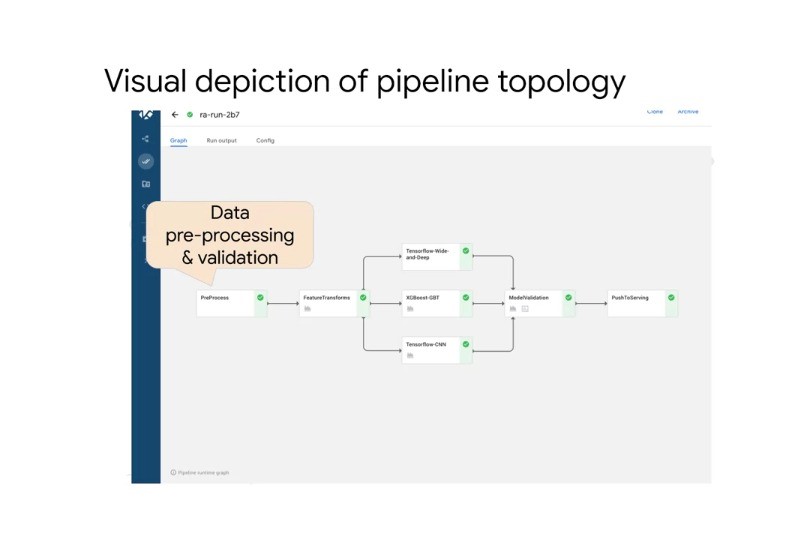 Visual depiction of pipeline topology
ra-run-2b7
Clone
Archive
Graph
Run output
Config
Data
pre-processing
& validation
Tensorflow-Wide-
and-Deep
PreProcess
FeatureTransforms
XGBoost-GBT
ModelValidation
PushToServing
Tensorflow-CNN
Pipeline runtime graph